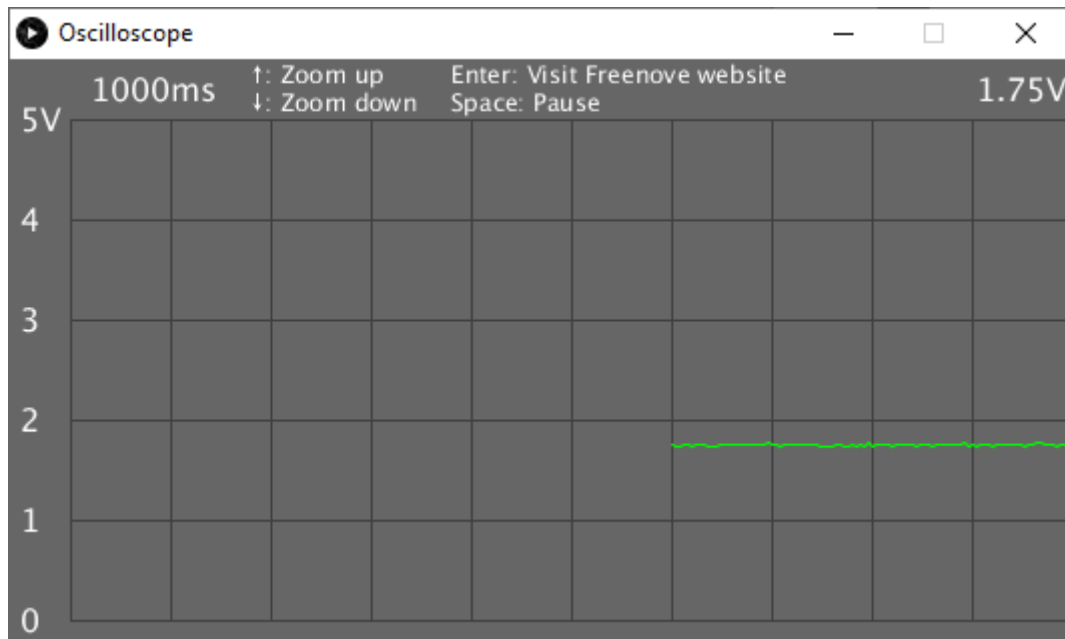 Oscilloscope
1000ms
↑: Zoom up
↓: Zoom down
Enter: Visit Freenove website
Space: Pause
1.75V
5V
4
3
2
1
0